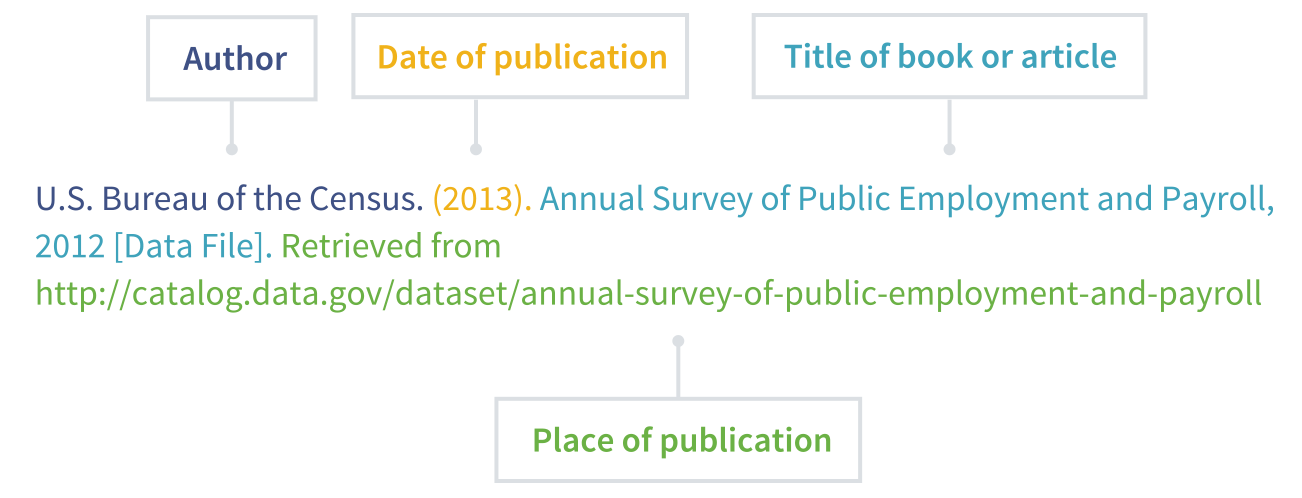 Author
Date of publication
Title of book or article
U.S. Bureau of the Census. (2013). Annual Survey of Public Employment and Payroll,
2012 [Data File]. Retrieved from
http://catalog.data.gov/dataset/annual-survey-of-public-employment-and-payroll
Place of publication